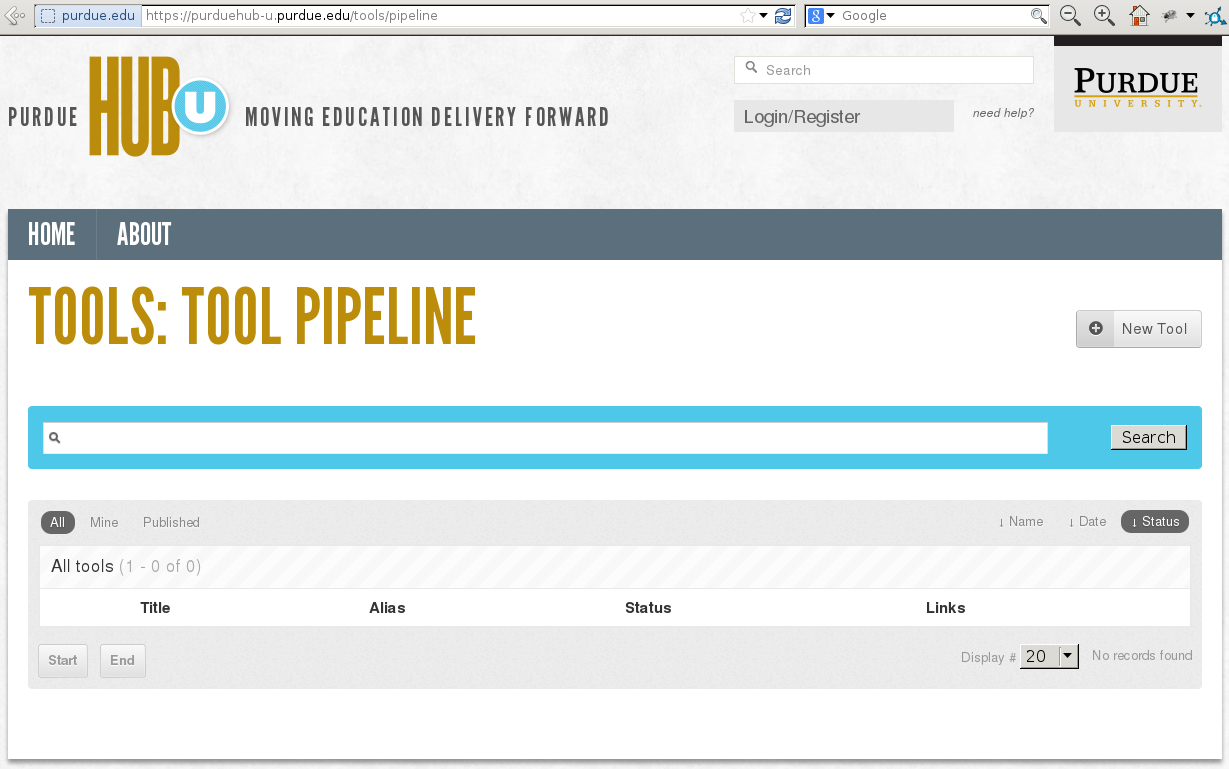 purdue.edu https://purduehub-u.purdue.edu/tools/pipeline Google
PURDUE HUB U MOVING EDUCATION DELIVERY FORWARD
Search
Login/Register need help?
PURDUE
UNIVERSITY
HOME ABOUT
TOOLS: TOOL PIPELINE
New Tool
Search
All Mine Published ↓ Name ↓ Date ↓ Status
All tools (1 - 0 of 0)
Title Alias Status Links
Start End Display # 20 No records found